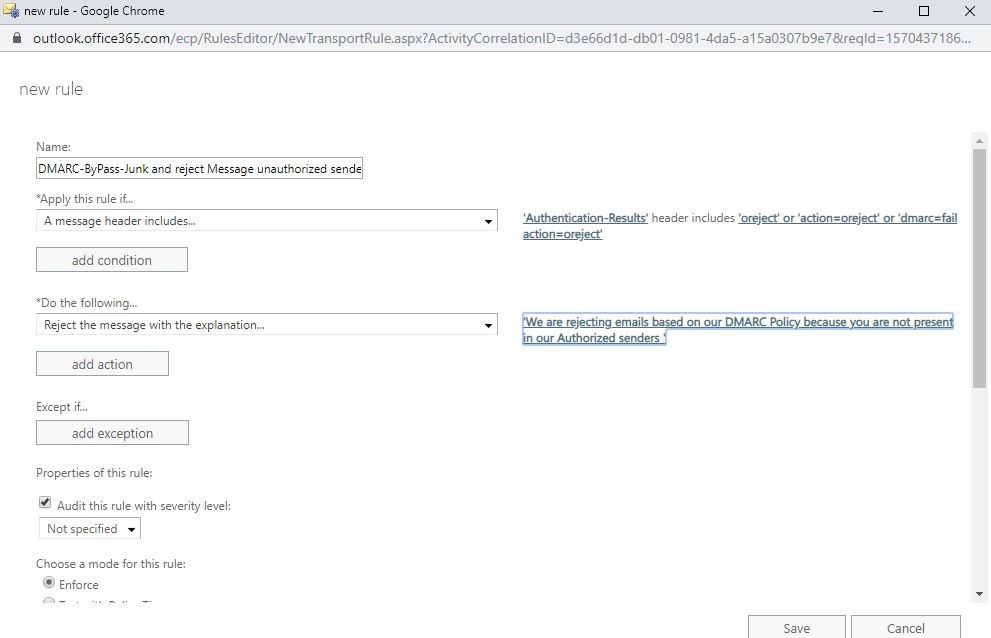 new rule - Google Chrome
outlook.office365.com/ecp/RulesEditor/NewTransportRule.aspx?ActivityCorrelationID=d3e66d1d-db01-0981-4da5-a15a0307b9e7&reqId=1570437186...
new rule
Name:
DMARC-ByPass-Junk and reject Message unauthorized sende
*Apply this rule if...
A message header includes...
'Authentication-Results' header includes 'oreject' or 'action=oreject' or 'dmarc=fail
action=oreject'
add condition
*Do the following...
Reject the message with the explanation...
'We are rejecting emails based on our DMARC Policy because you are not present
in our Authorized senders '
add action
Except if...
add exception
Properties of this rule:
Audit this rule with severity level:
Not specified
Choose a mode for this rule:
Enforce
Save
Cancel